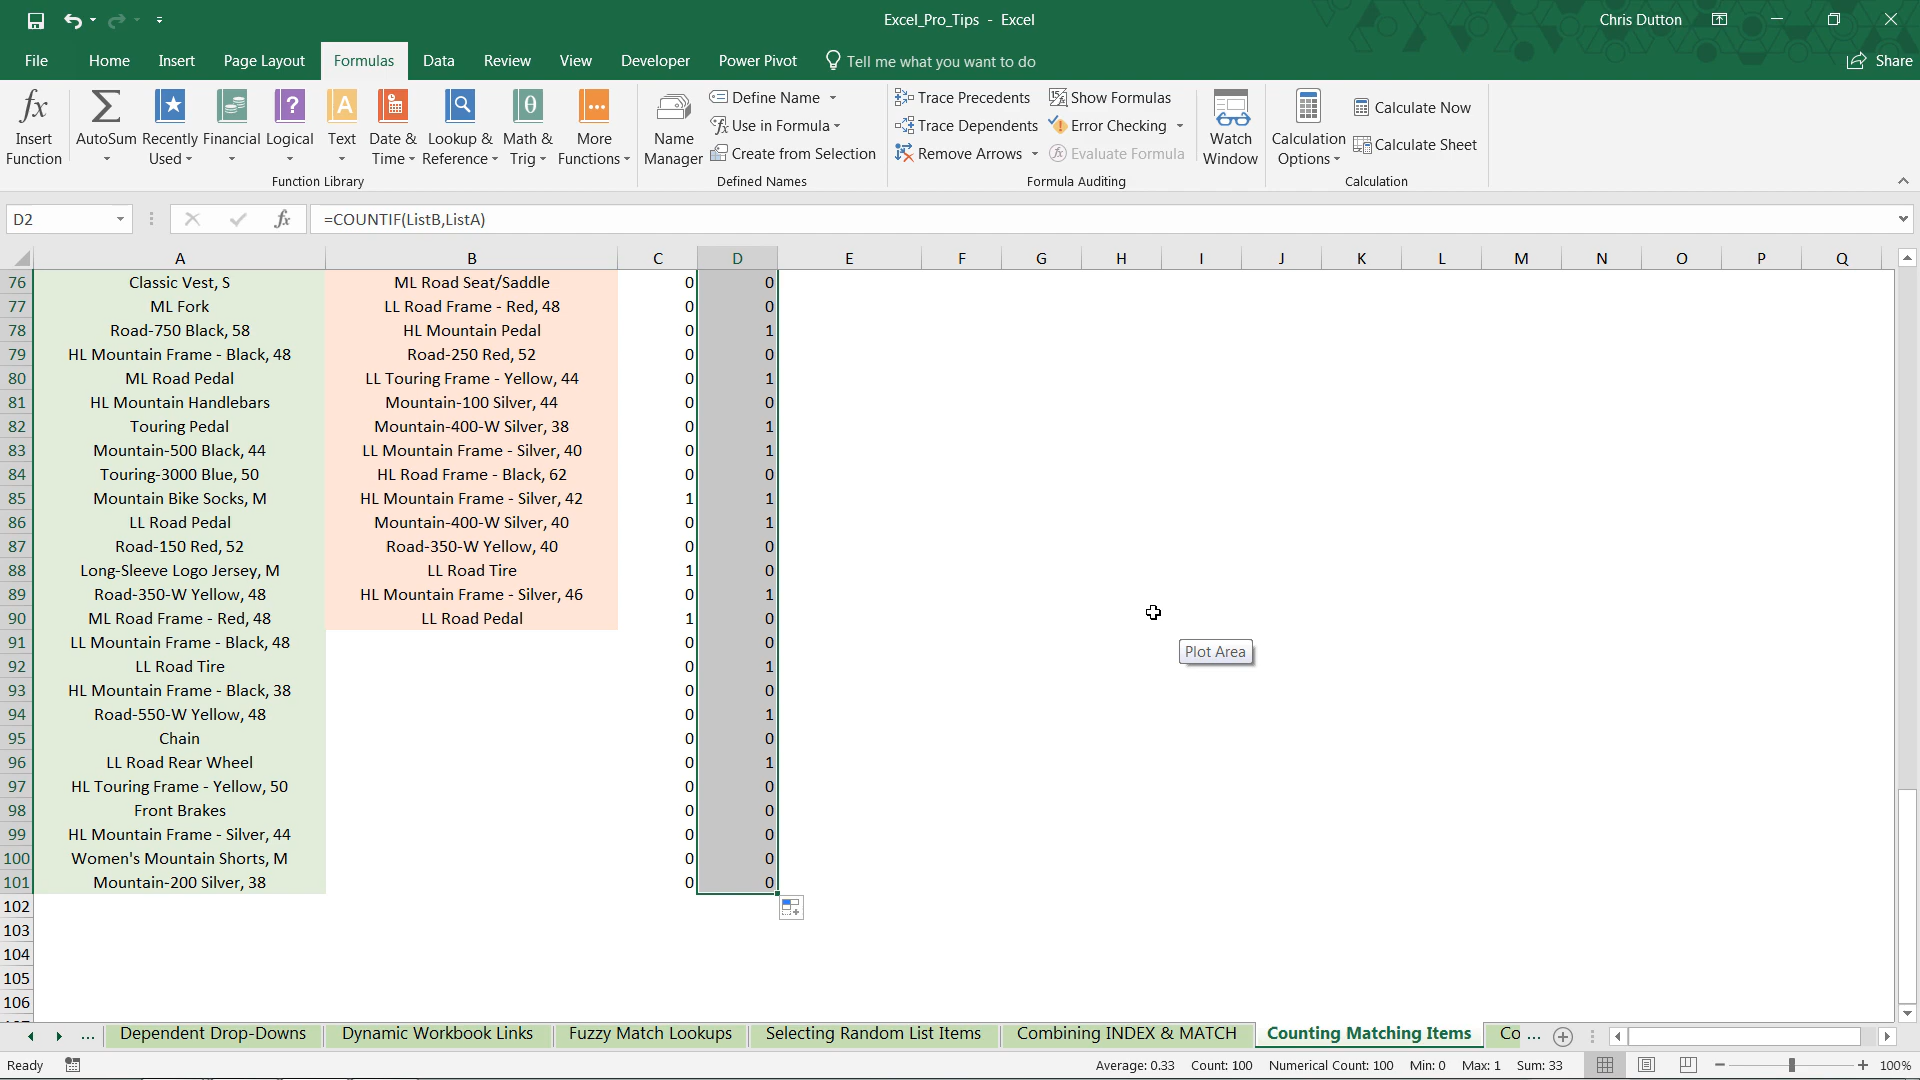 Excel_Pro_Tips - Excel
Chris Dutton
File Home Insert Page Layout Formulas Data Review View Developer Power Pivot Tell me what you want to do Share
Insert Function
AutoSum
Recently Used
Financial
Logical
Text
Date & Time
Lookup & Reference
Math & Trig
More Functions
Function Library
Name Manager
Define Name
Use in Formula
Create from Selection
Defined Names
Trace Precedents
Trace Dependents
Remove Arrows
Show Formulas
Error Checking
Evaluate Formula
Formula Auditing
Watch Window
Calculation Options
Calculate Now
Calculate Sheet
Calculation
D2 fx =COUNTIF(ListB,ListA)
A B C D E F G H I J K L M N O P Q
76 Classic Vest, S ML Road Seat/Saddle 0 0
77 ML Fork LL Road Frame - Red, 48 0 0
78 Road-750 Black, 58 HL Mountain Pedal 0 1
79 HL Mountain Frame - Black, 48 Road-250 Red, 52 0 0
80 ML Road Pedal LL Touring Frame - Yellow, 44 0 1
81 HL Mountain Handlebars Mountain-100 Silver, 44 0 0
82 Touring Pedal Mountain-400-W Silver, 38 0 1
83 Mountain-500 Black, 44 LL Mountain Frame - Silver, 40 0 1
84 Touring-3000 Blue, 50 HL Road Frame - Black, 62 0 0
85 Mountain Bike Socks, M HL Mountain Frame - Silver, 42 1 1
86 LL Road Pedal Mountain-400-W Silver, 40 0 1
87 Road-150 Red, 52 Road-350-W Yellow, 40 0 0
88 Long-Sleeve Logo Jersey, M LL Road Tire 1 0
89 Road-350-W Yellow, 48 HL Mountain Frame - Silver, 46 0 1
90 ML Road Frame - Red, 48 LL Road Pedal 1 0
91 LL Mountain Frame - Black, 48 0 0
92 LL Road Tire 0 1
93 HL Mountain Frame - Black, 38 0 0
94 Road-550-W Yellow, 48 0 1
95 Chain 0 0
96 LL Road Rear Wheel 0 1
97 HL Touring Frame - Yellow, 50 0 0
98 Front Brakes 0 0
99 HL Mountain Frame - Silver, 44 0 0
100 Women's Mountain Shorts, M 0 0
101 Mountain-200 Silver, 38 0 0
102
103
104
105
106
Plot Area
... Dependent Drop-Downs Dynamic Workbook Links Fuzzy Match Lookups Selecting Random List Items Combining INDEX & MATCH Counting Matching Items Co ...
Ready Average: 0.33 Count: 100 Numerical Count: 100 Min: 0 Max: 1 Sum: 33 100%